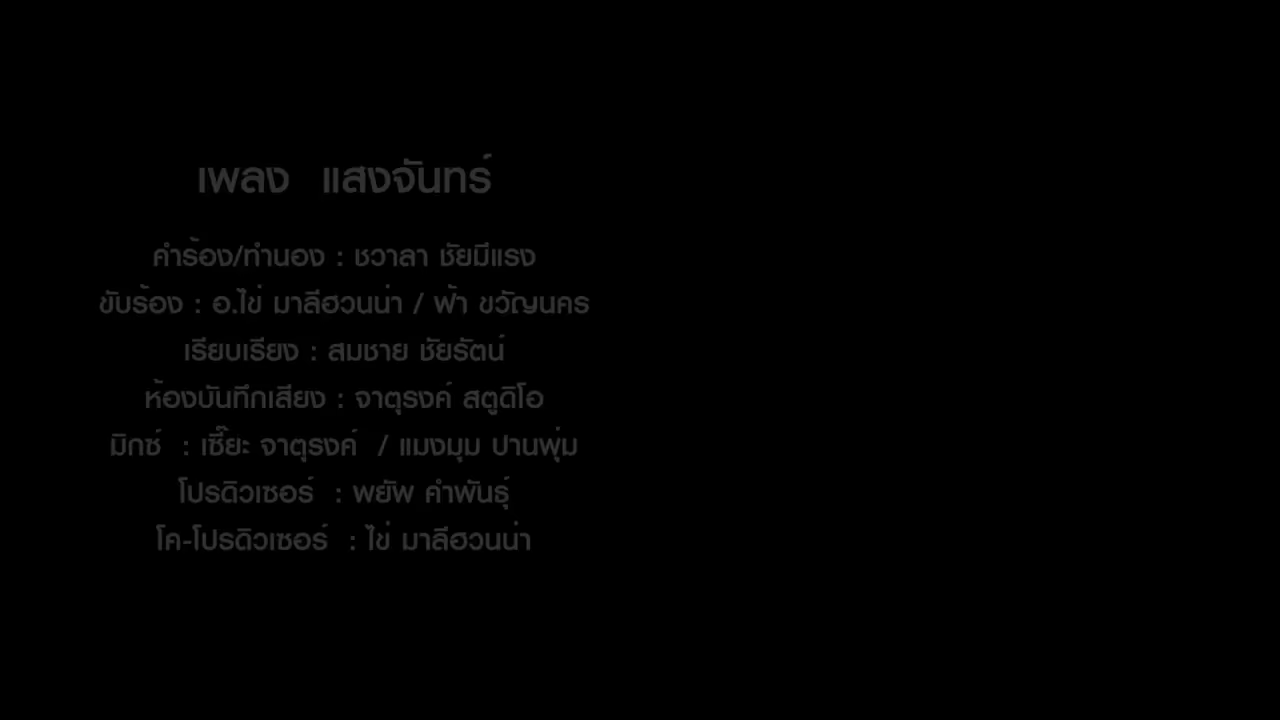 เพลง แสงจันทร์
คำร้อง/ทำนอง : ชวาลา ชัยมีแรง
ขับร้อง : อ.ไข่ มาลีฮวนน่า / ฟ้า ขวัญนคร
เรียบเรียง : สมชาย ชัยรัตน์
ห้องบันทึกเสียง : จาตุรงค์ สตูดิโอ
มิกซ์ : เซี๊ยะ จาตุรงค์ / แมงมุม ปานพุ่ม
โปรดิวเซอร์ : พยัพ คำพันธุ์
โค-โปรดิวเซอร์ : ไข่ มาลีฮวนน่า